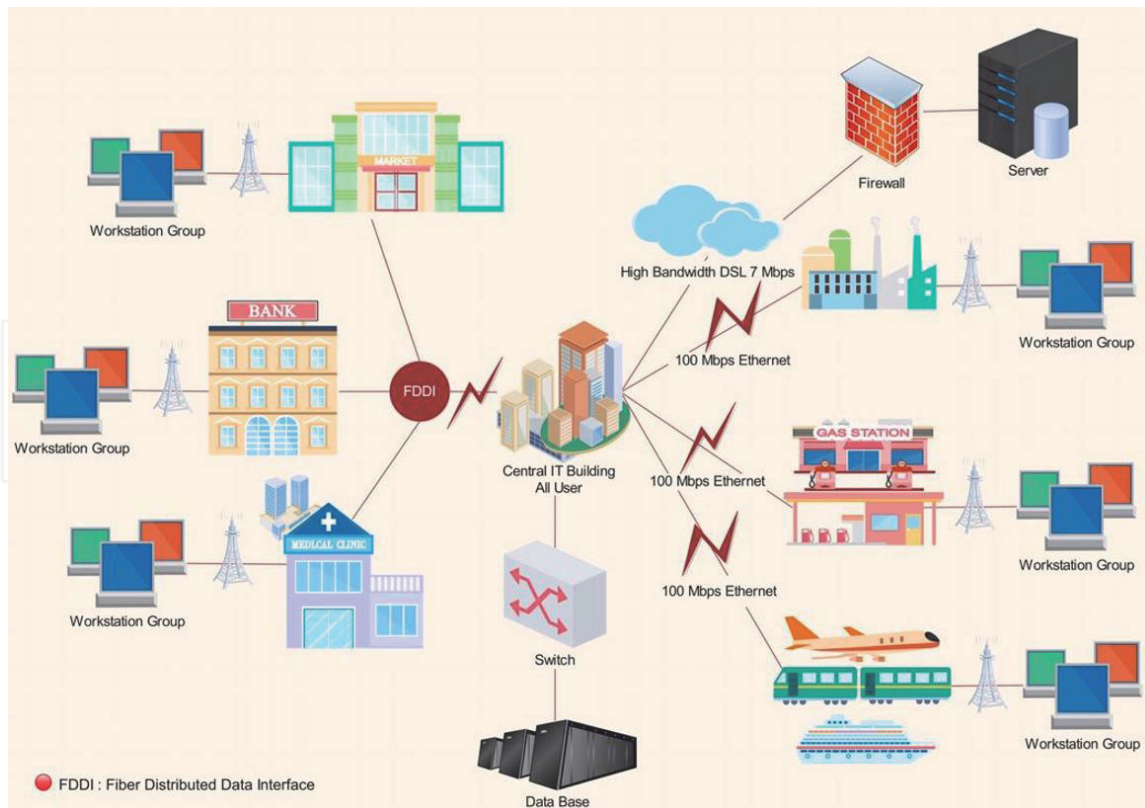 MARKET
Workstation Group
Firewall
Server
High Bandwidth DSL 7 Mbps
Workstation Group
BANK
100 Mbps Ethernet
FDDI
Workstation Group
GAS STATION
Central IT Building
All User
100 Mbps Ethernet
MEDICAL CLINIC
Workstation Group
Workstation Group
100 Mbps Ethernet
Switch
Workstation Group
FDDI : Fiber Distributed Data Interface
Data Base